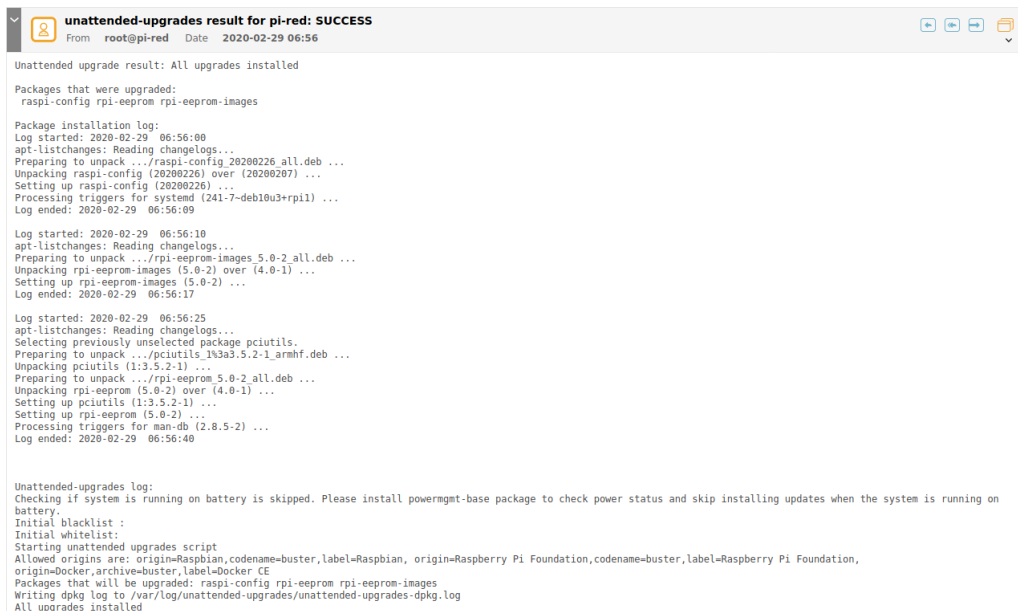 unattended-upgrades result for pi-red: SUCCESS
From root@pi-red Date 2020-02-29 06:56
Unattended upgrade result: All upgrades installed
Packages that were upgraded:
raspi-config rpi-eeprom rpi-eeprom-images
Package installation log:
Log started: 2020-02-29  06:56:00
apt-listchanges: Reading changelogs...
Preparing to unpack .../raspi-config_20200226_all.deb ...
Unpacking raspi-config (20200226) over (20200207) ...
Setting up raspi-config (20200226) ...
Processing triggers for systemd (241-7~deb10u3+rpi1) ...
Log ended: 2020-02-29  06:56:09
Log started: 2020-02-29  06:56:10
apt-listchanges: Reading changelogs...
Preparing to unpack .../rpi-eeprom-images_5.0-2_all.deb ...
Unpacking rpi-eeprom-images (5.0-2) over (4.0-1) ...
Setting up rpi-eeprom-images (5.0-2) ...
Log ended: 2020-02-29  06:56:17
Log started: 2020-02-29  06:56:25
apt-listchanges: Reading changelogs...
Selecting previously unselected package pciutils.
Preparing to unpack .../pciutils_1%3a3.5.2-1_armhf.deb ...
Unpacking pciutils (1:3.5.2-1) ...
Preparing to unpack .../rpi-eeprom_5.0-2_all.deb ...
Unpacking rpi-eeprom (5.0-2) over (4.0-1) ...
Setting up pciutils (1:3.5.2-1) ...
Setting up rpi-eeprom (5.0-2) ...
Processing triggers for man-db (2.8.5-2) ...
Log ended: 2020-02-29  06:56:40
Unattended-upgrades log:
Checking if system is running on battery is skipped. Please install powermgmt-base package to check power status and skip installing updates when the system is running on
battery.
Initial blacklist :
Initial whitelist:
Starting unattended upgrades script
Allowed origins are: origin=Raspbian,codename=buster,label=Raspbian, origin=Raspberry Pi Foundation,codename=buster,label=Raspberry Pi Foundation,
origin=Docker,archive=buster,label=Docker CE
Packages that will be upgraded: raspi-config rpi-eeprom rpi-eeprom-images
Writing dpkg log to /var/log/unattended-upgrades/unattended-upgrades-dpkg.log
All upgrades installed